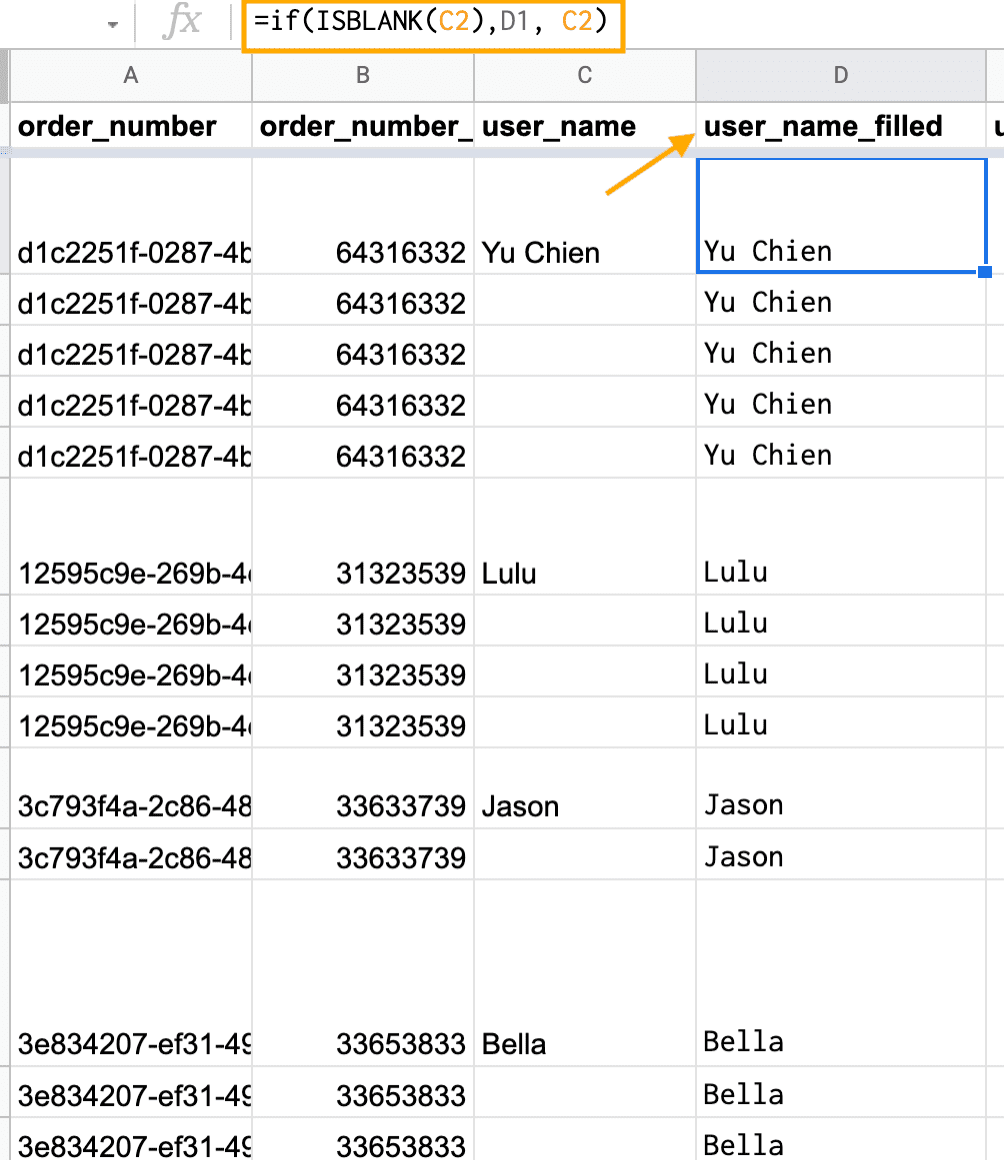 fx =if(ISBLANK(C2),D1, C2)
A B C D
order_number order_number_ user_name user_name_filled u
d1c2251f-0287-4b 64316332 Yu Chien Yu Chien
d1c2251f-0287-4b 64316332 Yu Chien
d1c2251f-0287-4b 64316332 Yu Chien
d1c2251f-0287-4b 64316332 Yu Chien
d1c2251f-0287-4b 64316332 Yu Chien
12595c9e-269b-4 31323539 Lulu Lulu
12595c9e-269b-4 31323539 Lulu
12595c9e-269b-4 31323539 Lulu
12595c9e-269b-4 31323539 Lulu
3c793f4a-2c86-48 33633739 Jason Jason
3c793f4a-2c86-48 33633739 Jason
3e834207-ef31-49 33653833 Bella Bella
3e834207-ef31-49 33653833 Bella
3e834207-ef31-49 33653833 Bella